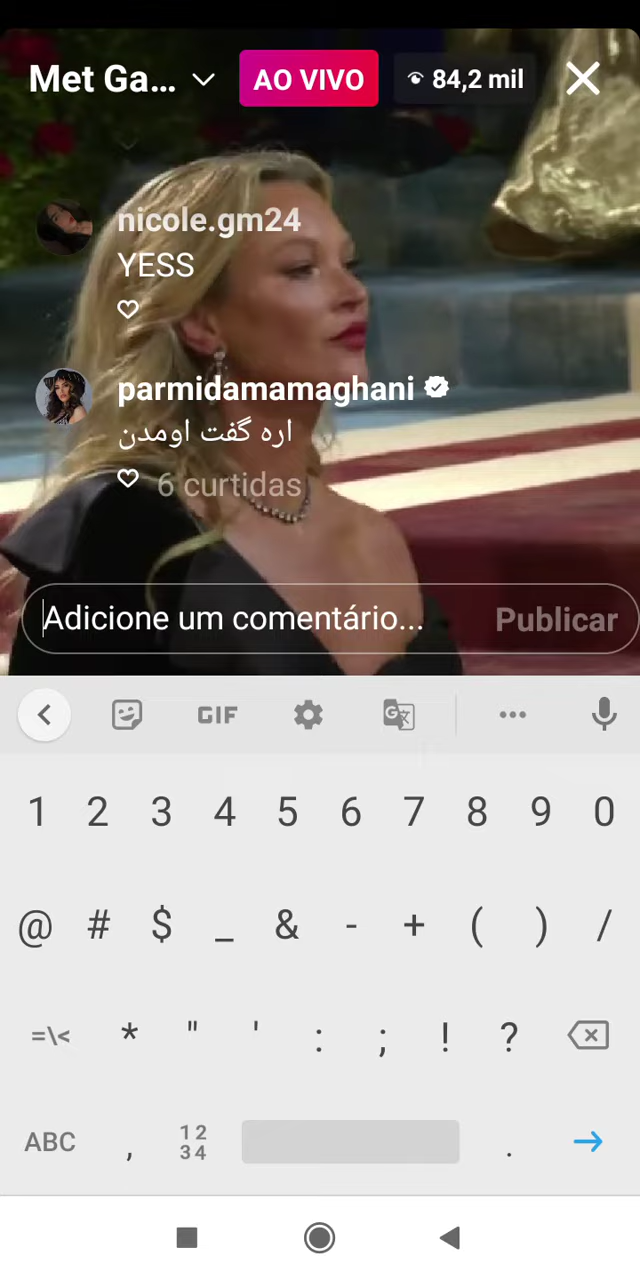 Met Ga...
AO VIVO
84,2 mil
nicole.gm24
YESS
parmidamamaghani
اره گفت اومدن
6 curtidas
Adicione um comentário...
Publicar
GIF
G
1 2 3 4 5 6 7 8 9 0
@ # $ _ & - + ( ) /
=\< * " ' : ; ! ?
ABC , 12 .
34